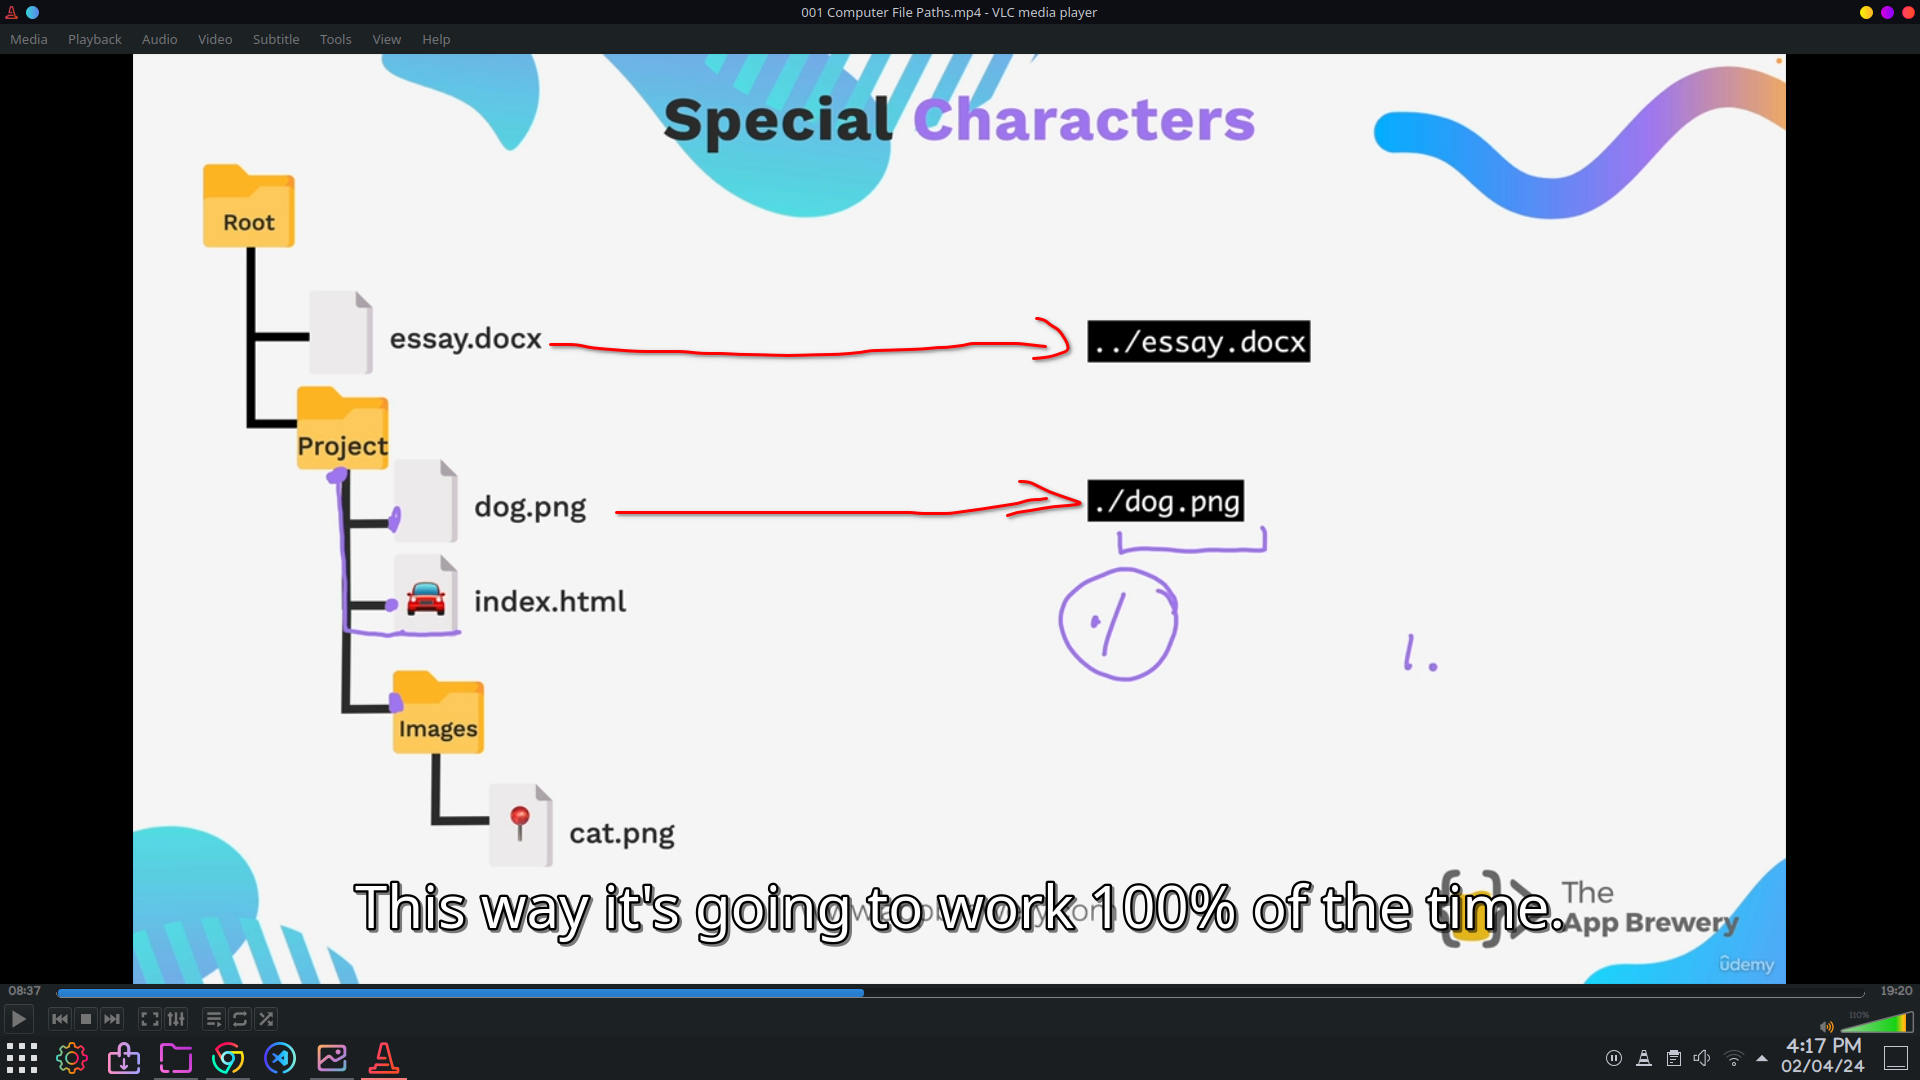 001 Computer File Paths.mp4 - VLC media player
Media Playback Audio Video Subtitle Tools View Help
Special Characters
Root
essay.docx
../essay.docx
Project
dog.png
./dog.png
index.html
./
1.
Images
cat.png
This way it's going to work 100% of the time.
The
App Brewery
ûdemy
08:37
19:20
110%
4:17 PM
02/04/24